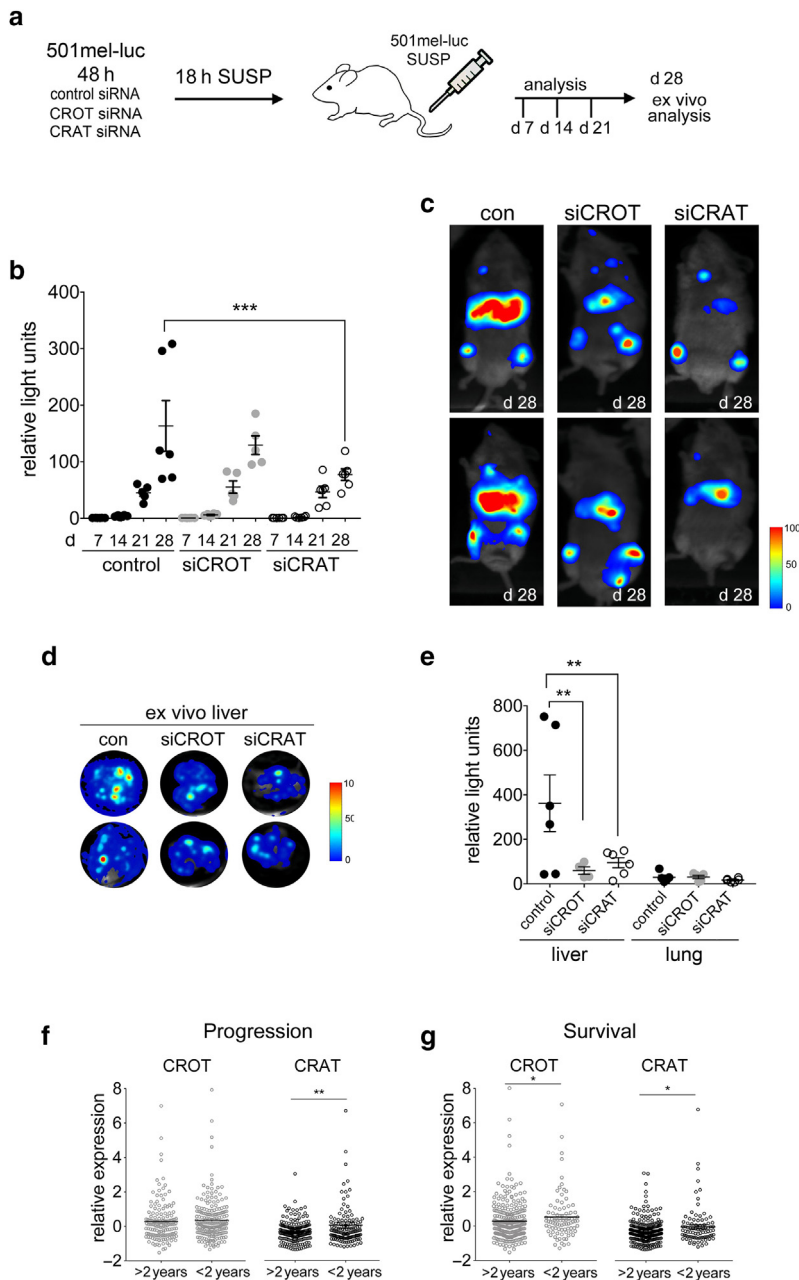 a
501mel-luc
48 h
control siRNA
CROT siRNA
CRAT siRNA
18 h SUSP
501mel-luc
SUSP
analysis
d 7 d 14 d 21
d 28
ex vivo
analysis
b
relative light units
400
300
200
100
0
***
d 7 14 21 28 7 14 21 28 7 14 21 28
control siCROT siCRAT
c
con siCROT siCRAT
d 28 d 28 d 28
d 28 d 28 d 28
100
50
0
d
ex vivo liver
con siCROT siCRAT
10
50
0
e
relative light units
800
600
400
200
0
**
**
control siCROT siCRAT control siCROT siCRAT
liver lung
f
Progression
CROT CRAT
relative expression
8
6
4
2
0
−2
**
>2 years <2 years >2 years <2 years
g
Survival
CROT CRAT
relative expression
8
6
4
2
0
−2
*
*
>2 years <2 years >2 years <2 years